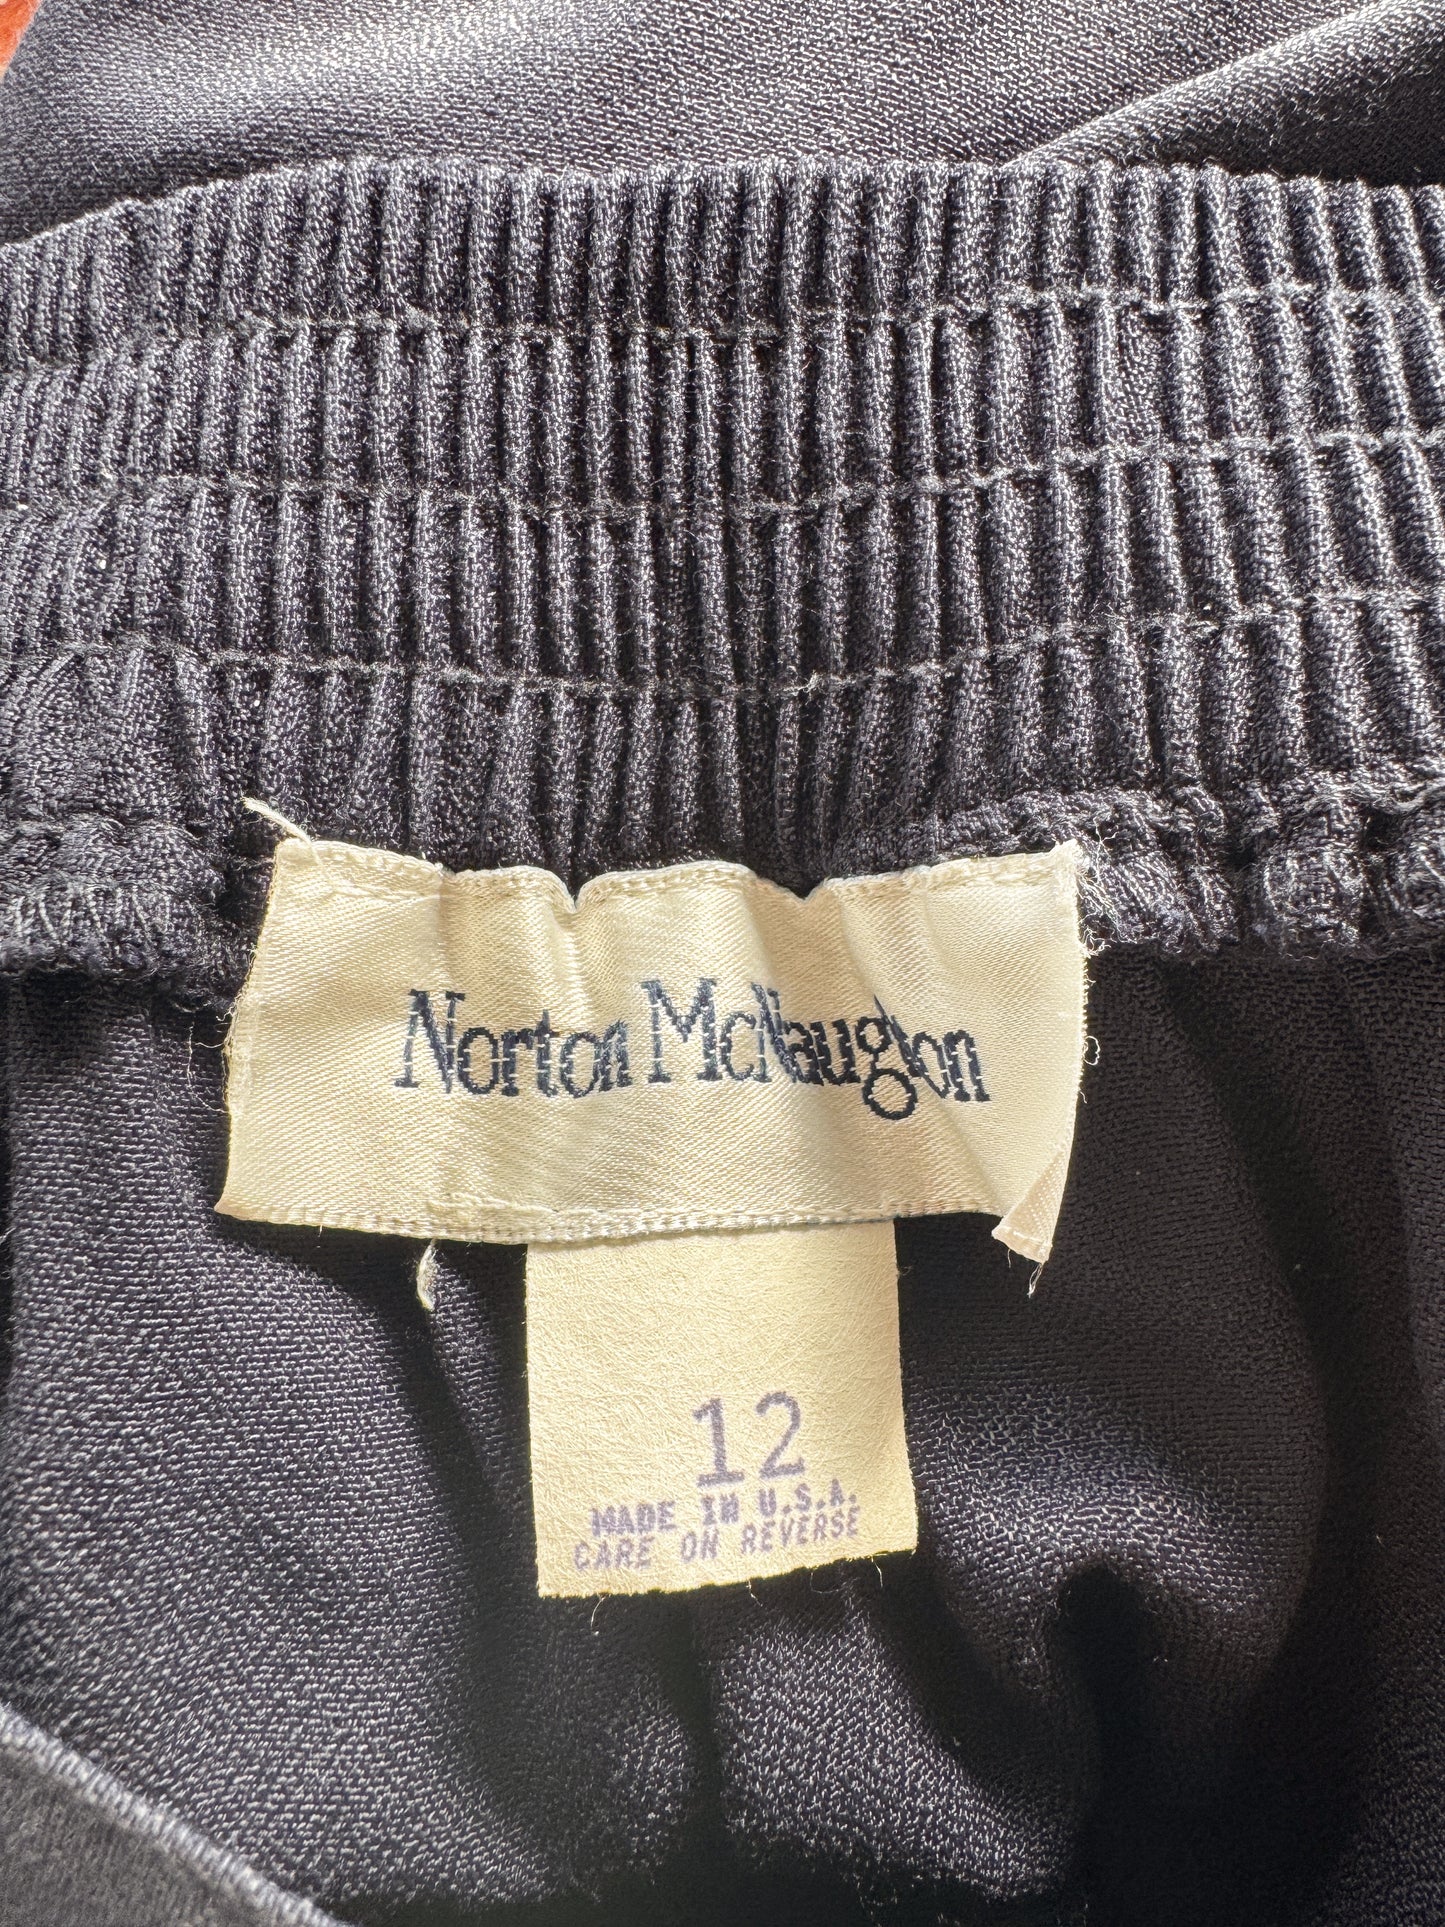 Norton McNaughton
12
MADE IN U.S.A.
CARE ON REVERSE